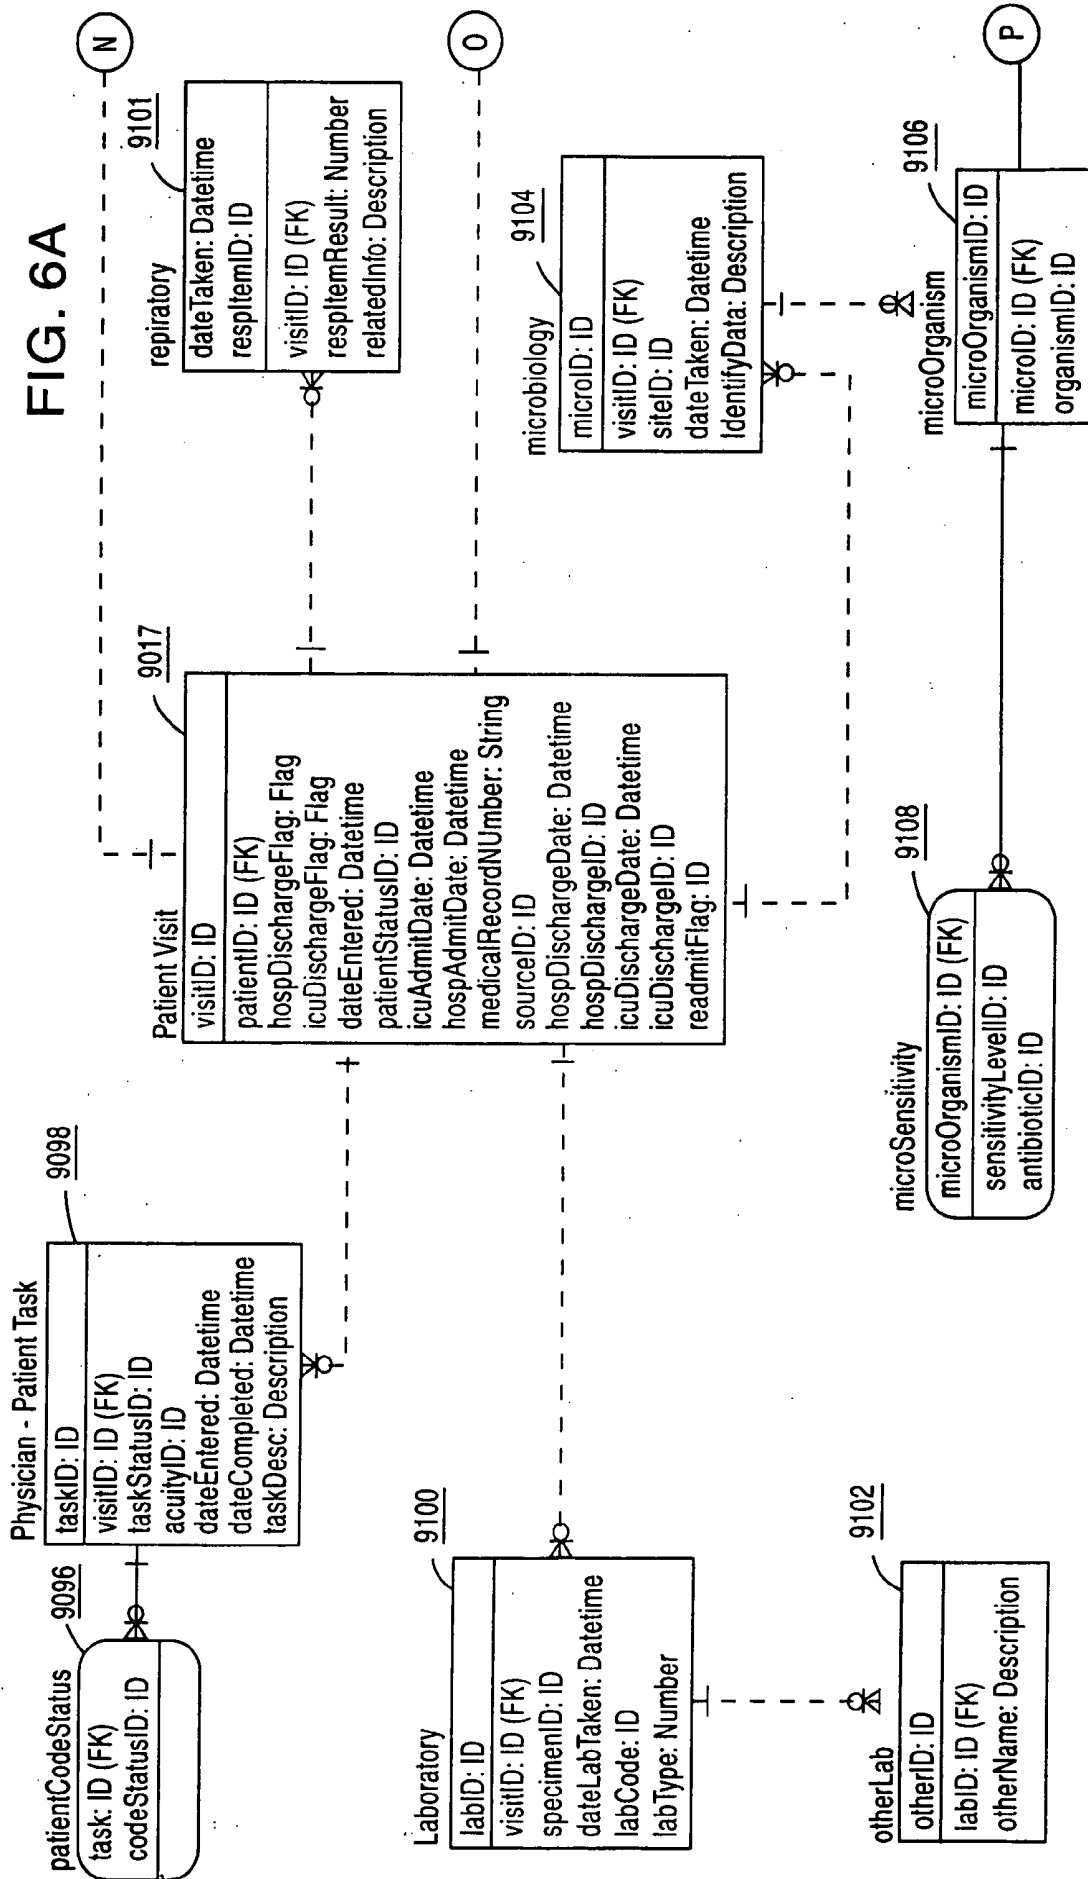 FIG. 6A
N
O
P
repiratory
9101
dateTaken: Datetime
respItemID: ID
visitID: ID (FK)
respItemResult: Number
relatedInfo: Description
microbiology
9104
microID: ID
visitID: ID (FK)
siteID: ID
dateTaken: Datetime
IdentifyData: Description
microOrganism
9106
microOrganismID: ID
microID: ID (FK)
organismID: ID
Patient Visit
9017
visitID: ID
patientID: ID (FK)
hospDischargeFlag: Flag
icuDischargeFlag: Flag
dateEntered: Datetime
patientStatusID: ID
icuAdmitDate: Datetime
hospAdmitDate: Datetime
medicalRecordNUmber: String
sourceID: ID
hospDischargeDate: Datetime
hospDischargeID: ID
icuDischargeDate: Datetime
icuDischargeID: ID
readmitFlag: ID
microSensitivity
9108
microOrganismID: ID (FK)
sensitivityLevelID: ID
antibioticID: ID
Physician - Patient Task
9098
taskID: ID
visitID: ID (FK)
taskStatusID: ID
acuityID: ID
dateEntered: Datetime
dateCompleted: Datetime
taskDesc: Description
patientCodeStatus
9096
task: ID (FK)
codeStatusID: ID
Laboratory
9100
labID: ID
visitID: ID (FK)
specimenID: ID
dateLabTaken: Datetime
labCode: ID
labType: Number
otherLab
9102
otherID: ID
labID: ID (FK)
otherName: Description